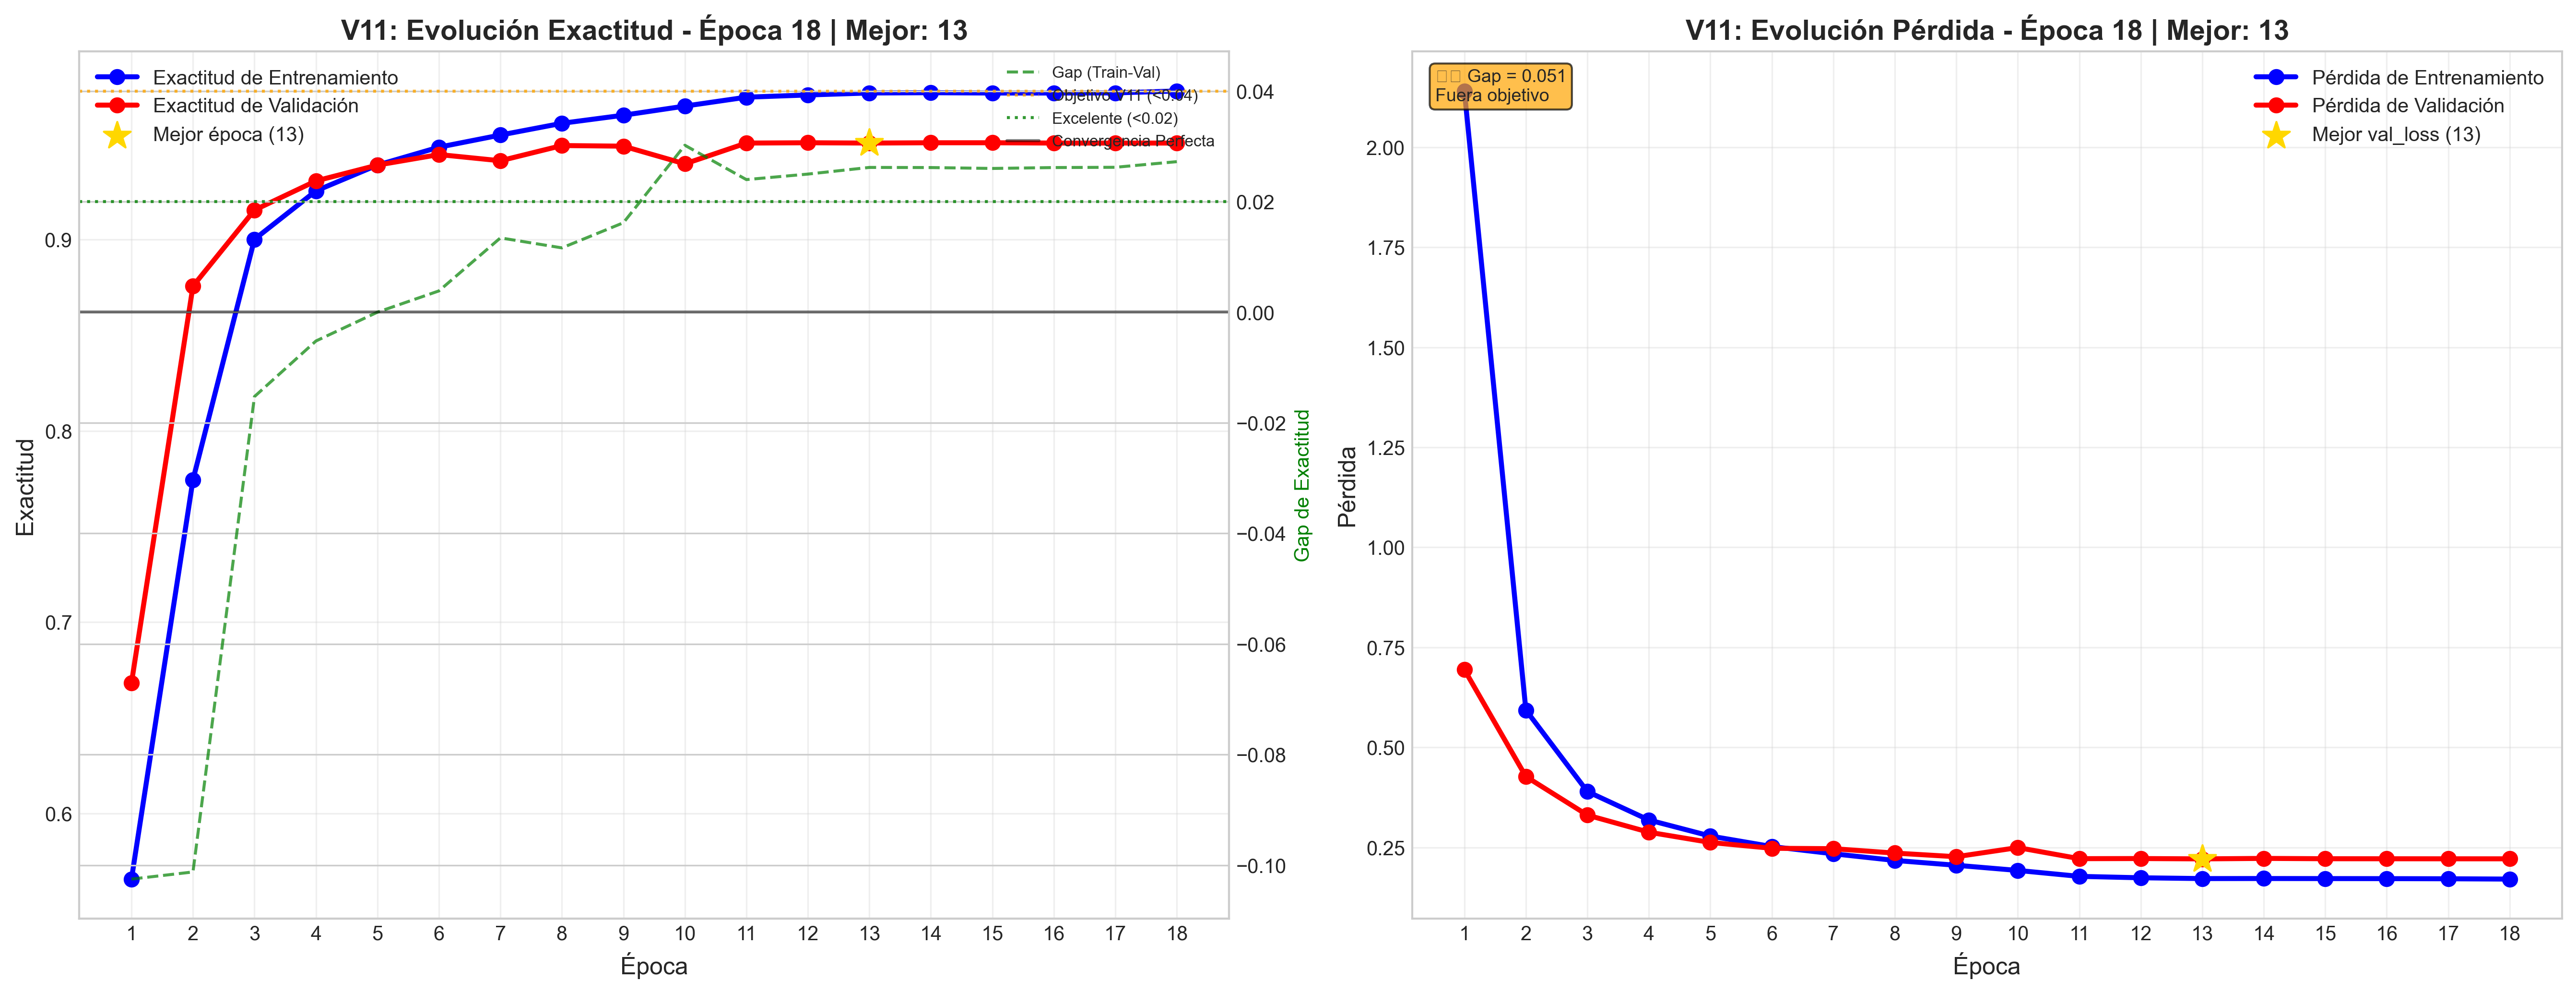 V11: Evolución Exactitud - Época 18 | Mejor: 13
Exactitud de Entrenamiento
Exactitud de Validación
Mejor época (13)
Gap (Train-Val)
Objetivo V11 (<0.04)
Excelente (<0.02)
Convergencia Perfecta
0.9
0.8
0.7
0.6
Exactitud
0.04
0.02
0.00
−0.02
−0.04
−0.06
−0.08
−0.10
Gap de Exactitud
1 2 3 4 5 6 7 8 9 10 11 12 13 14 15 16 17 18
Época
V11: Evolución Pérdida - Época 18 | Mejor: 13
Gap = 0.051
Fuera objetivo
Pérdida de Entrenamiento
Pérdida de Validación
Mejor val_loss (13)
2.00
1.75
1.50
1.25
1.00
0.75
0.50
0.25
Pérdida
1 2 3 4 5 6 7 8 9 10 11 12 13 14 15 16 17 18
Época